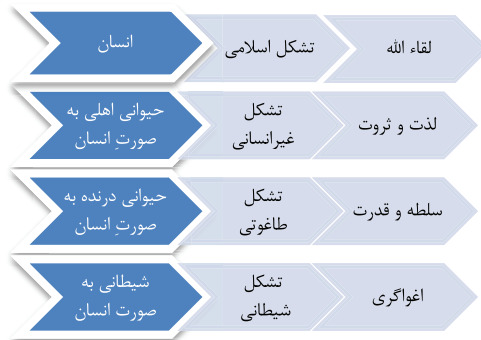 انسان
تشکل اسلامی
لقاء الله
حیوانی اهلی به
صورتِ انسان
تشکل
غیرانسانی
لذت و ثروت
حیوانی درنده به
صورتِ انسان
تشکل
طاغوتی
سلطه و قدرت
شیطانی به
صورت انسان
تشکل
شیطانی
اغواگری